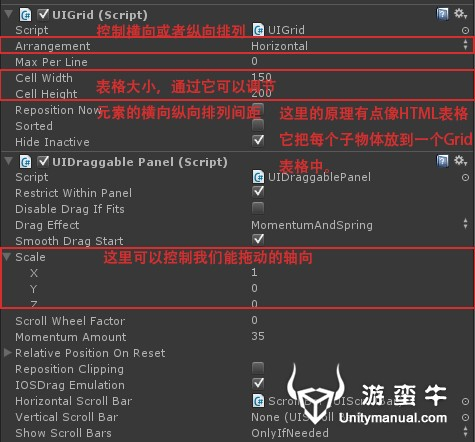 UIGrid (Script)
控制横向或者纵向排列
Script UIGrid
Arrangement Horizontal
Max Per Line 0
表格大小，通过它可以调节
元素的横向纵向排列间距
Cell Width 150
Cell Height 200
Reposition Now
这里的原理有点像HTML表格
它把每个子物体放到一个Grid
表格中。
Sorted
Hide Inactive
UIDraggable Panel (Script)
Script UIDraggablePanel
Restrict Within Panel
Disable Drag If Fits
Drag Effect MomentumAndSpring
Smooth Drag Start
Scale 这里可以控制我们能拖动的轴向
X 1
Y 0
Z 0
Scroll Wheel Factor 0
Momentum Amount 35
Relative Position On Reset
Reposition Clipping
IOSDrag Emulation
Horizontal Scroll Bar
Vertical Scroll Bar None
Show Scroll Bars OnlyIfNeeded
游蛮牛
Unitymanual.com